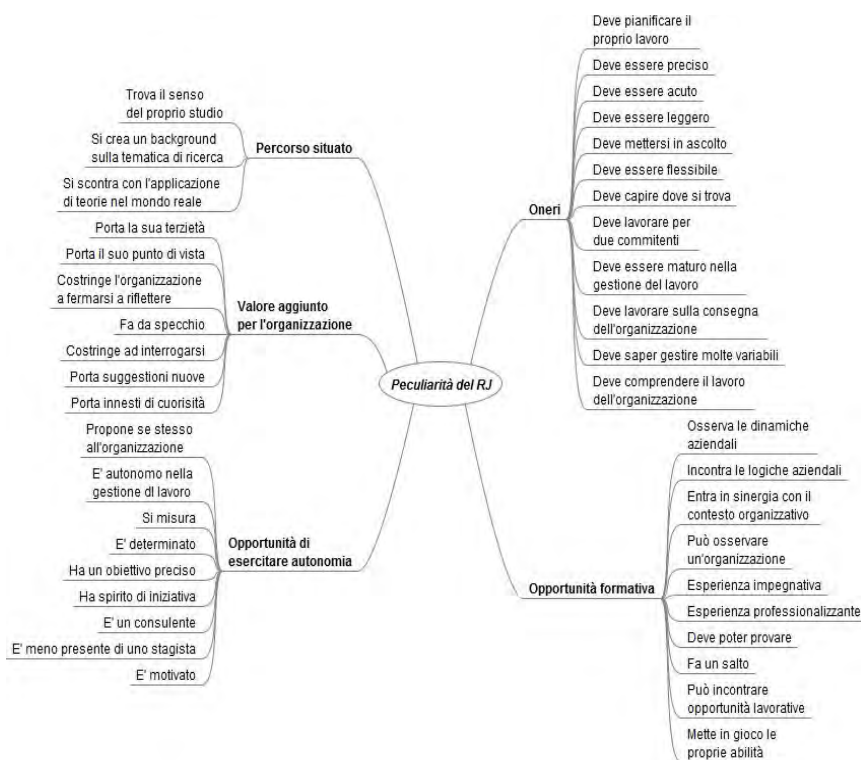 Peculiarità del RJ
Percorso situato
Trova il senso
del proprio studio
Si crea un background
sulla tematica di ricerca
Si scontra con l'applicazione
di teorie nel mondo reale
Valore aggiunto
per l'organizzazione
Porta la sua terzietà
Porta il suo punto di vista
Costringe l'organizzazione
a fermarsi a riflettere
Fa da specchio
Costringe ad interrogarsi
Porta suggestioni nuove
Porta innesti di cuorisità
Opportunità di
esercitare autonomia
Propone se stesso
all'organizzazione
E' autonomo nella
gestione dl lavoro
Si misura
E' determinato
Ha un obiettivo preciso
Ha spirito di iniziativa
E' un consulente
E' meno presente di uno stagista
E' motivato
Oneri
Deve pianificare il
proprio lavoro
Deve essere preciso
Deve essere acuto
Deve essere leggero
Deve mettersi in ascolto
Deve essere flessibile
Deve capire dove si trova
Deve lavorare per
due commitenti
Deve essere maturo nella
gestione del lavoro
Deve lavorare sulla consegna
dell'organizzazione
Deve saper gestire molte variabili
Deve comprendere il lavoro
dell'organizzazione
Opportunità formativa
Osserva le dinamiche
aziendali
Incontra le logiche aziendali
Entra in sinergia con il
contesto organizzativo
Può osservare
un'organizzazione
Esperienza impegnativa
Esperienza professionalizzante
Deve poter provare
Fa un salto
Può incontrare
opportunità lavorative
Mette in gioco le
proprie abilità